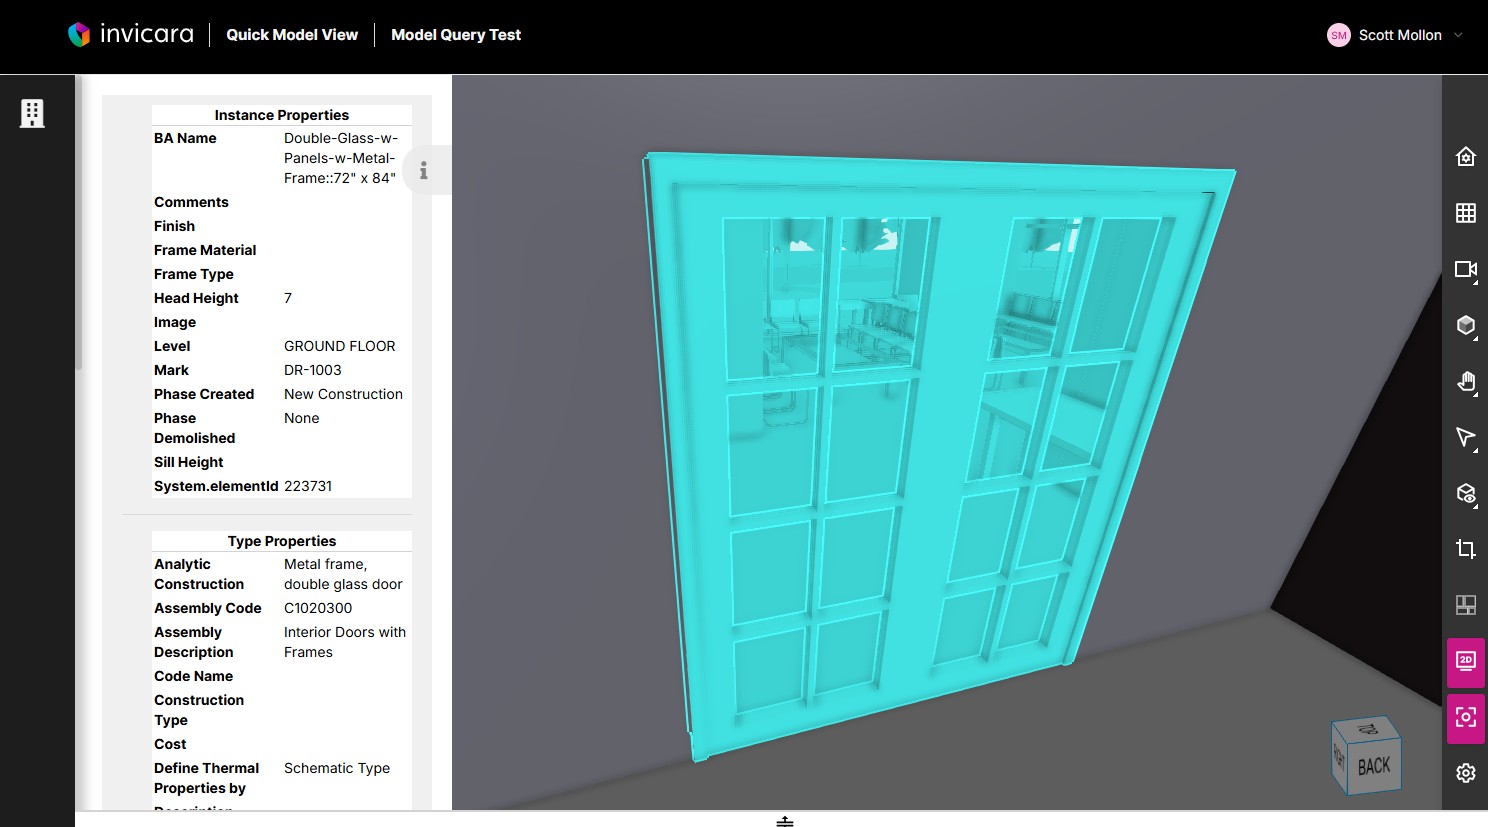 invicara Quick Model View Model Query Test SM Scott Mollon
Instance Properties
BA Name Double-Glass-w-
Panels-w-Metal-
Frame::72" x 84"
Comments
Finish
Frame Material
Frame Type
Head Height 7
Image
Level GROUND FLOOR
Mark DR-1003
Phase Created New Construction
Phase None
Demolished
Sill Height
System.elementId 223731
Type Properties
Analytic Metal frame,
Construction double glass door
Assembly Code C1020300
Assembly Interior Doors with
Description Frames
Code Name
Construction
Type
Cost
Define Thermal Schematic Type
Properties by
2D
TOP
RIGHT
BACK